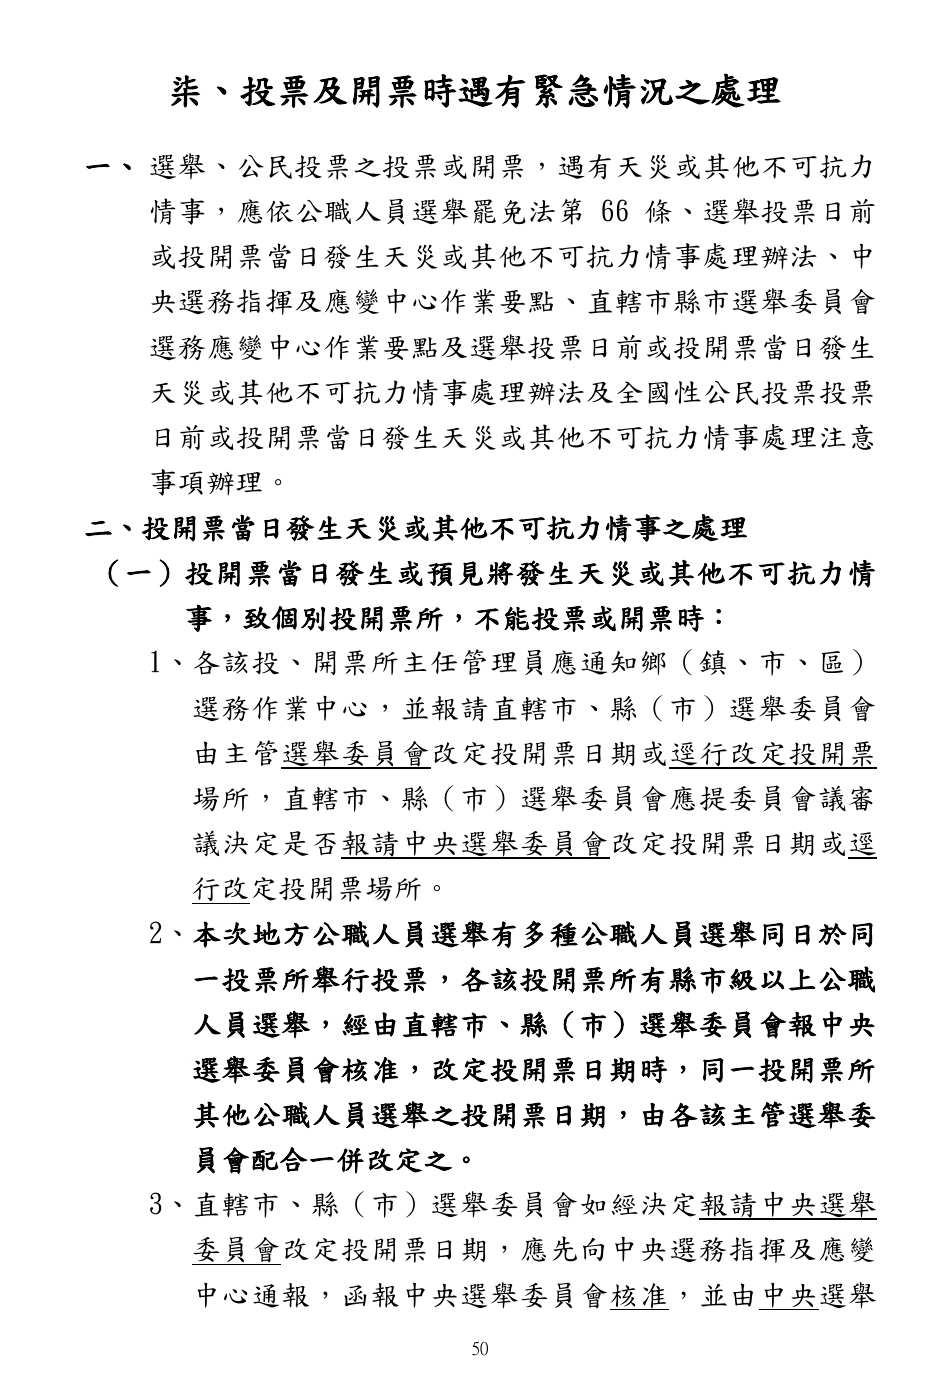 柒、投票及開票時遇有緊急情況之處理
一、 選舉、公民投票之投票或開票，遇有天災或其他不可抗力
情事，應依公職人員選舉罷免法第 66 條、選舉投票日前
或投開票當日發生天災或其他不可抗力情事處理辦法、中
央選務指揮及應變中心作業要點、直轄市縣市選舉委員會
選務應變中心作業要點及選舉投票日前或投開票當日發生
天災或其他不可抗力情事處理辦法及全國性公民投票投票
日前或投開票當日發生天災或其他不可抗力情事處理注意
事項辦理。
二、投開票當日發生天災或其他不可抗力情事之處理
（一）投開票當日發生或預見將發生天災或其他不可抗力情
事，致個別投開票所，不能投票或開票時：
1、各該投、開票所主任管理員應通知鄉（鎮、市、區）
選務作業中心，並報請直轄市、縣（市）選舉委員會
由主管選舉委員會改定投開票日期或逕行改定投開票
場所，直轄市、縣（市）選舉委員會應提委員會議審
議決定是否報請中央選舉委員會改定投開票日期或逕
行改定投開票場所。
2、本次地方公職人員選舉有多種公職人員選舉同日於同
一投票所舉行投票，各該投開票所有縣市級以上公職
人員選舉，經由直轄市、縣（市）選舉委員會報中央
選舉委員會核准，改定投開票日期時，同一投開票所
其他公職人員選舉之投開票日期，由各該主管選舉委
員會配合一併改定之。
3、直轄市、縣（市）選舉委員會如經決定報請中央選舉
委員會改定投開票日期，應先向中央選務指揮及應變
中心通報，函報中央選舉委員會核准，並由中央選舉
50